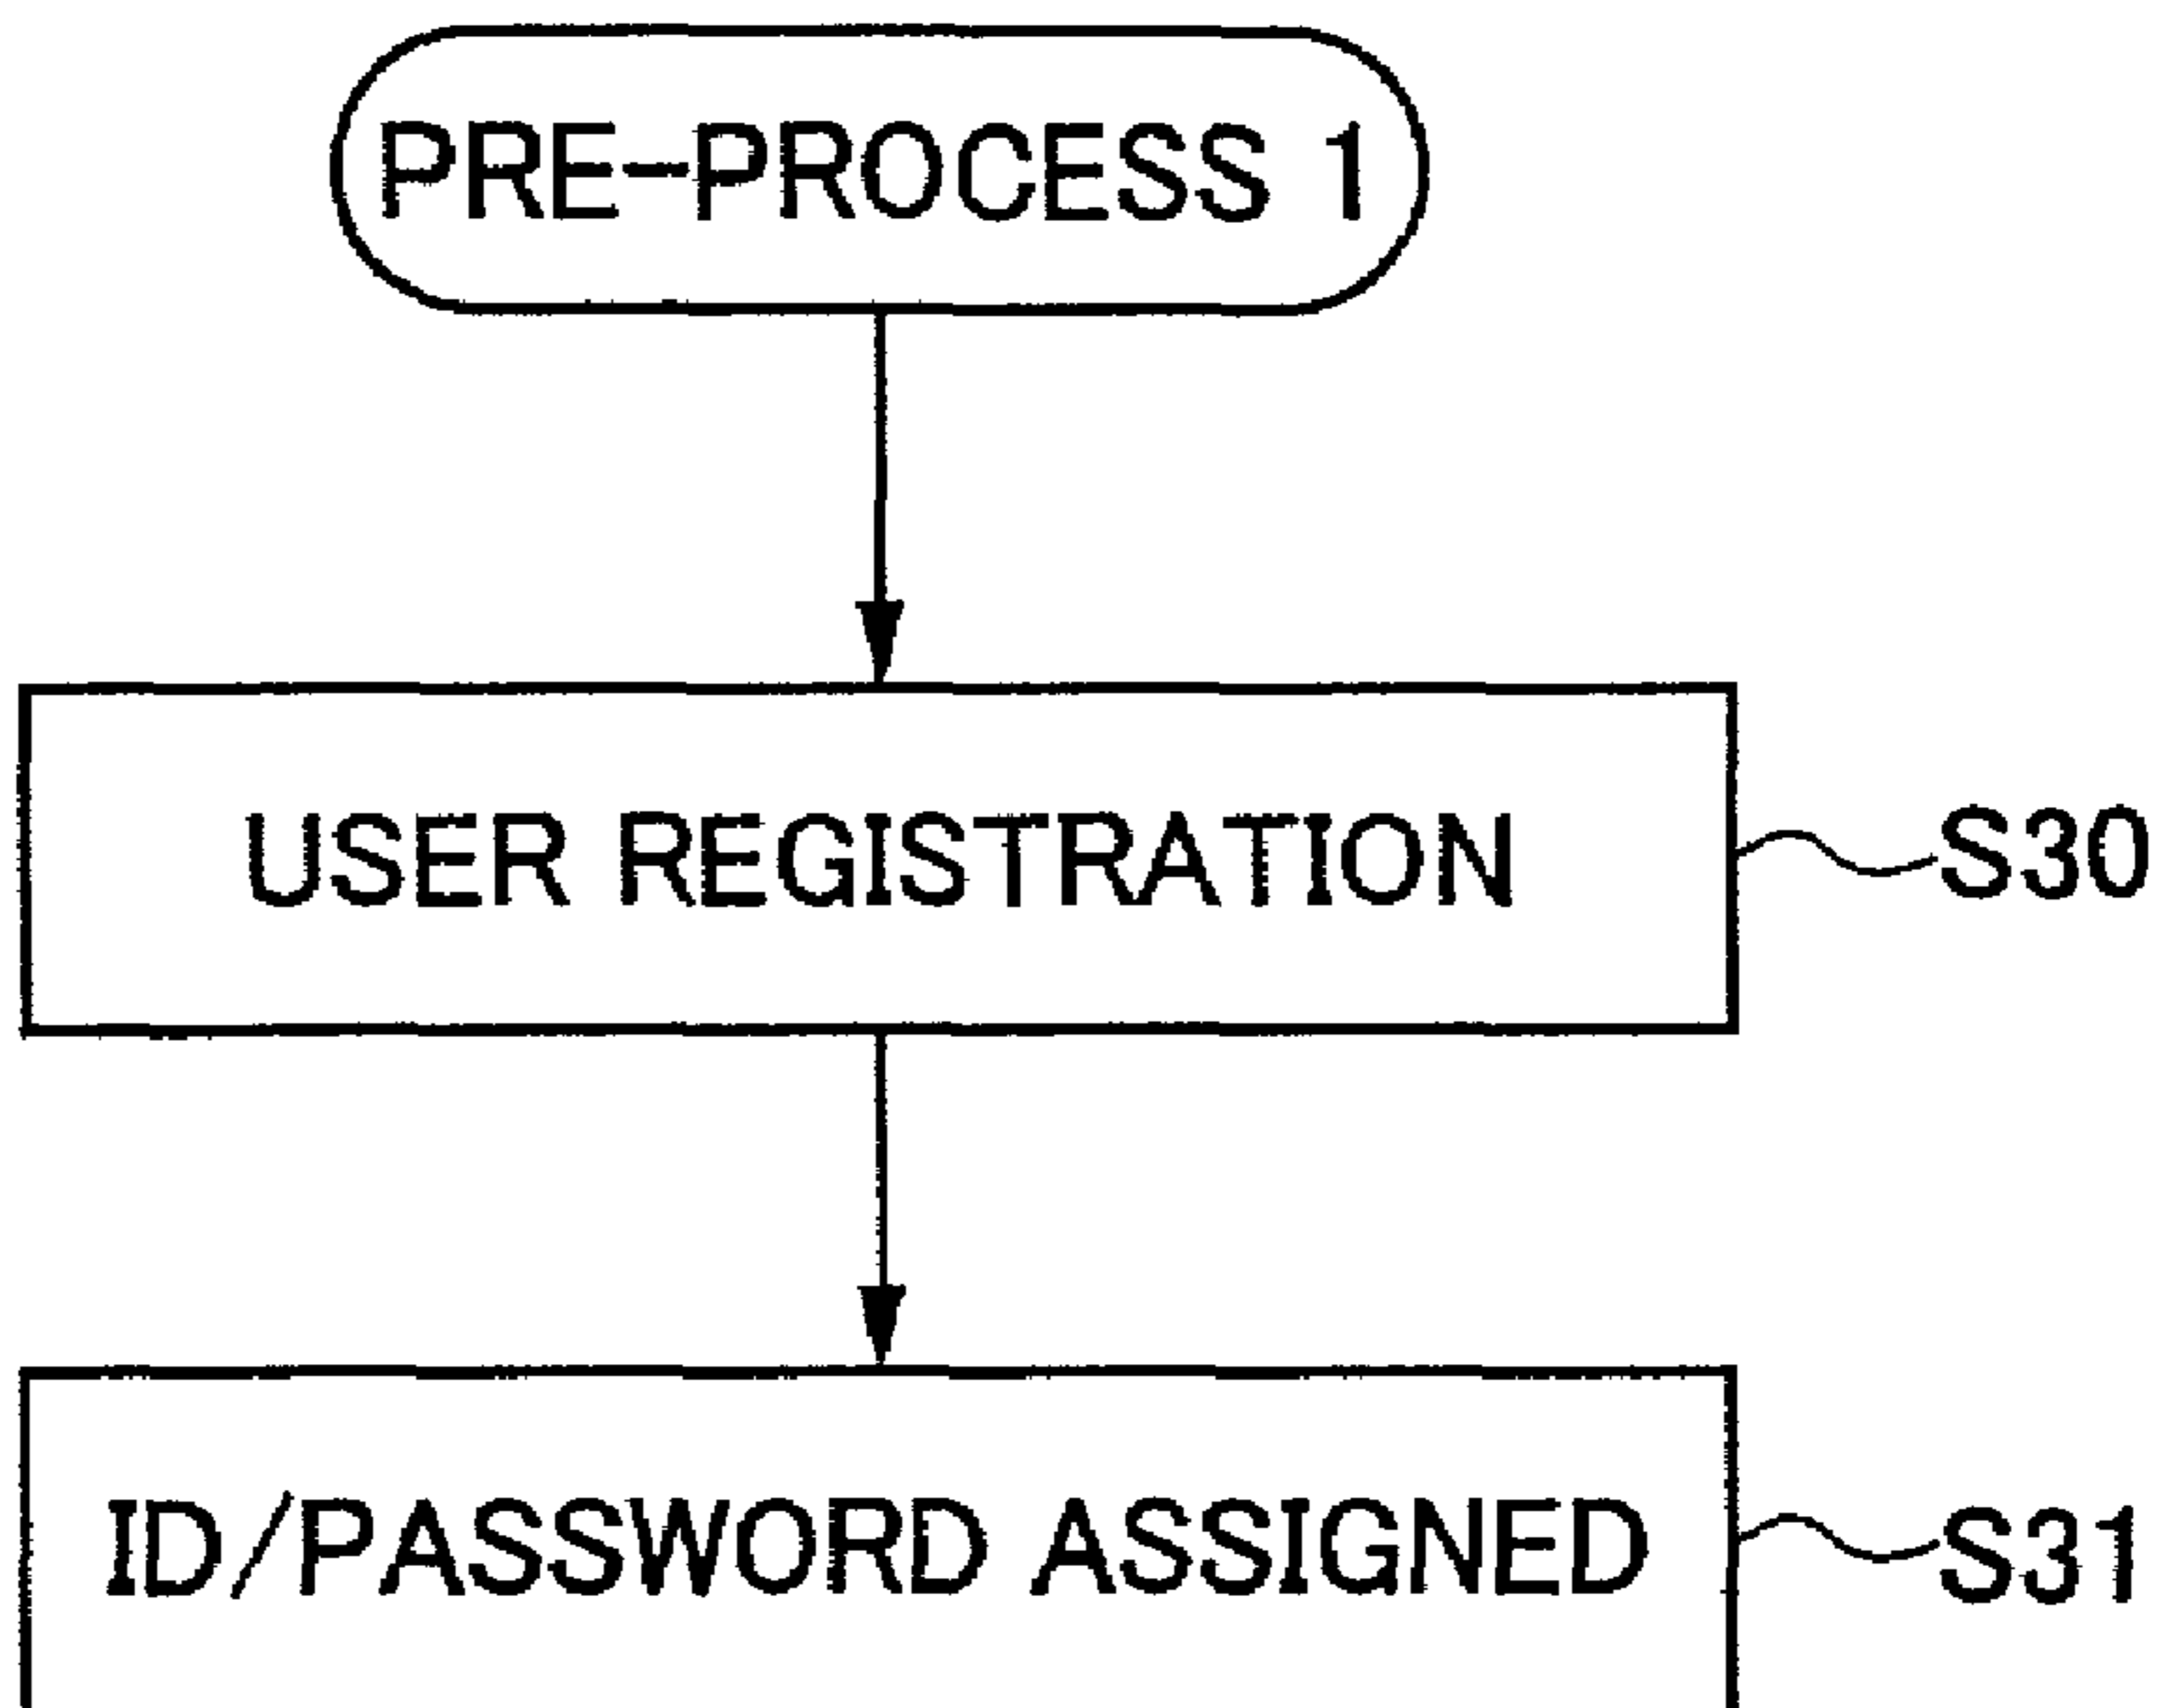 PRE-PROCESS 1
USER REGISTRATION
S30
ID/PASSWORD ASSIGNED
S31